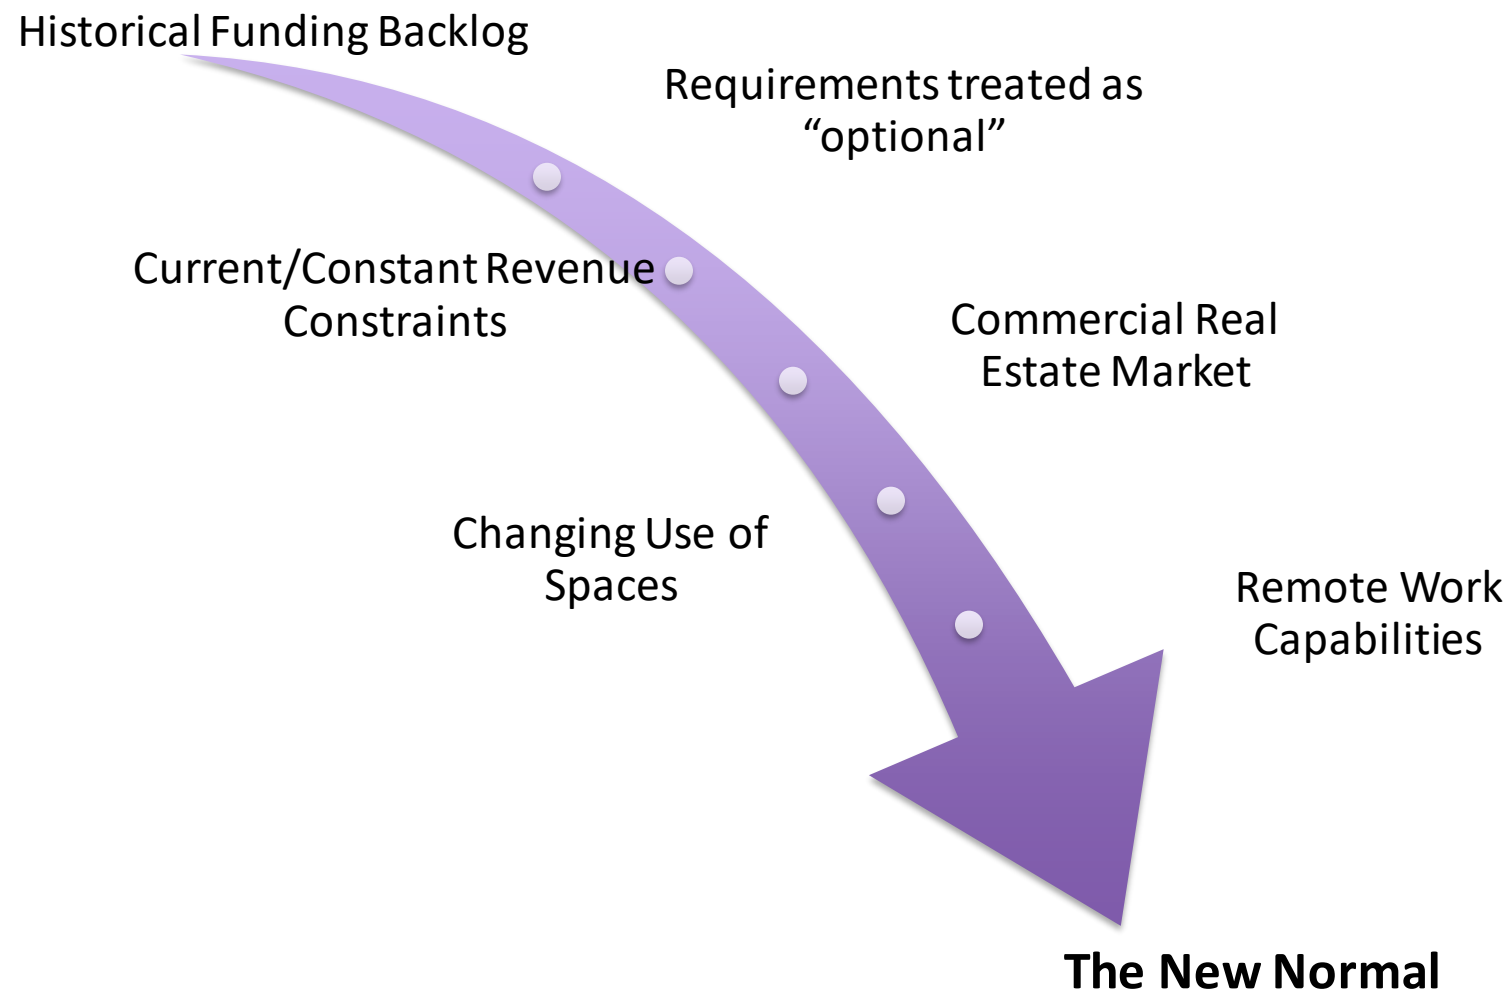 Historical Funding Backlog
Requirements treated as
“optional”
Current/Constant Revenue
Constraints
Commercial Real
Estate Market
Changing Use of
Spaces
Remote Work
Capabilities
The New Normal